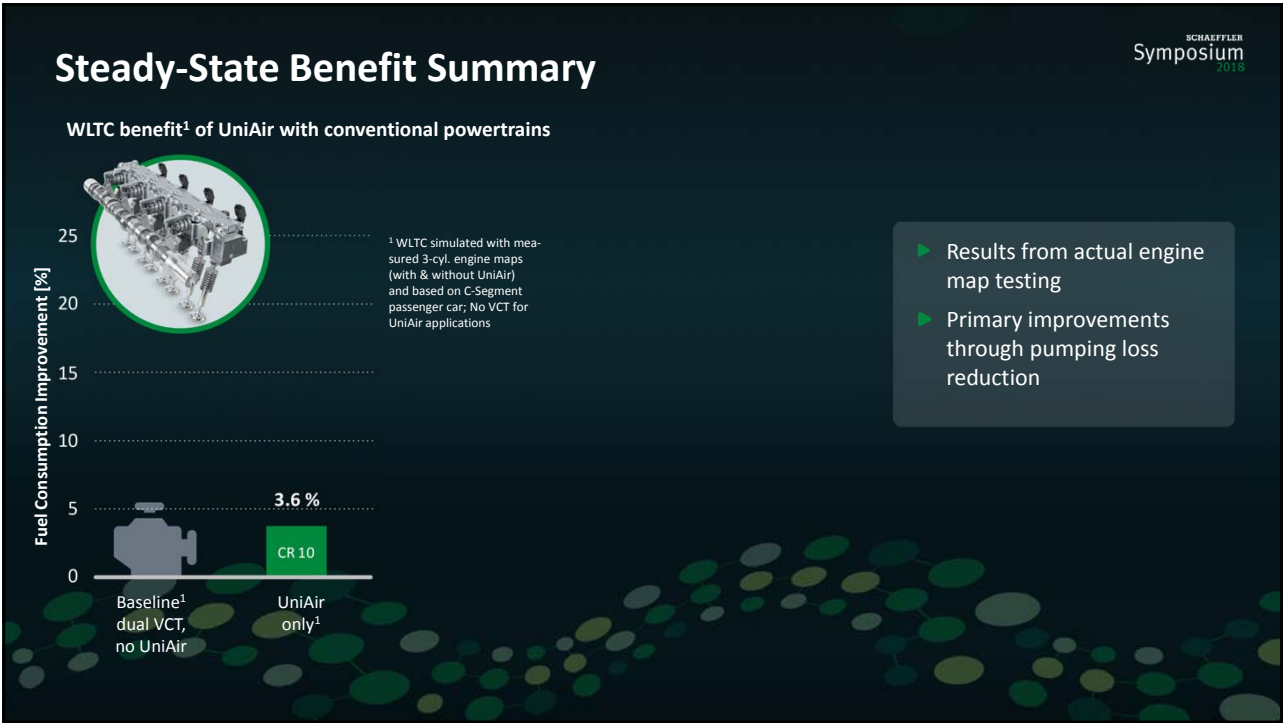 Steady-State Benefit Summary
SCHAEFFLER
Symposium
2018
WLTC benefit¹ of UniAir with conventional powertrains
Fuel Consumption Improvement [%]
25
20
15
10
5
0
¹ WLTC simulated with mea-
sured 3-cyl. engine maps
(with & without UniAir)
and based on C-Segment
passenger car; No VCT for
UniAir applications
3.6 %
CR 10
Baseline¹
dual VCT,
no UniAir
UniAir
only¹
Results from actual engine
map testing
Primary improvements
through pumping loss
reduction